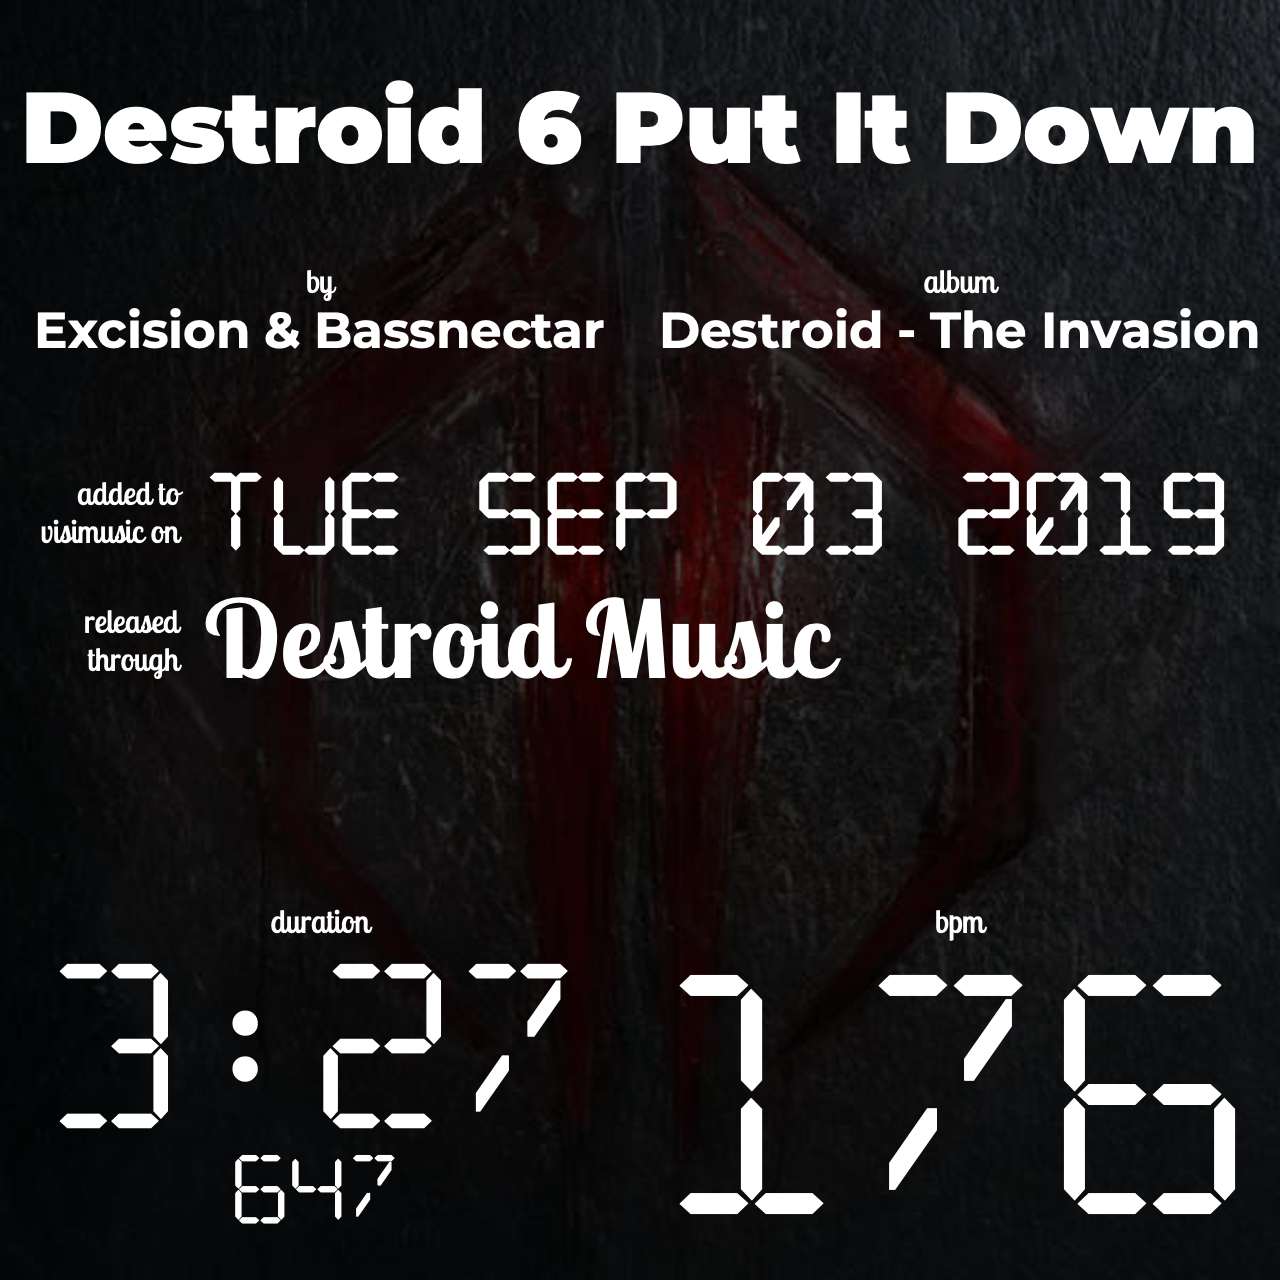 Destroid 6 Put It Down
by
Excision & Bassnectar
album
Destroid - The Invasion
added to
visimusic on
TUE SEP 03 2019
released
through
Destroid Music
duration
3:27
647
bpm
176